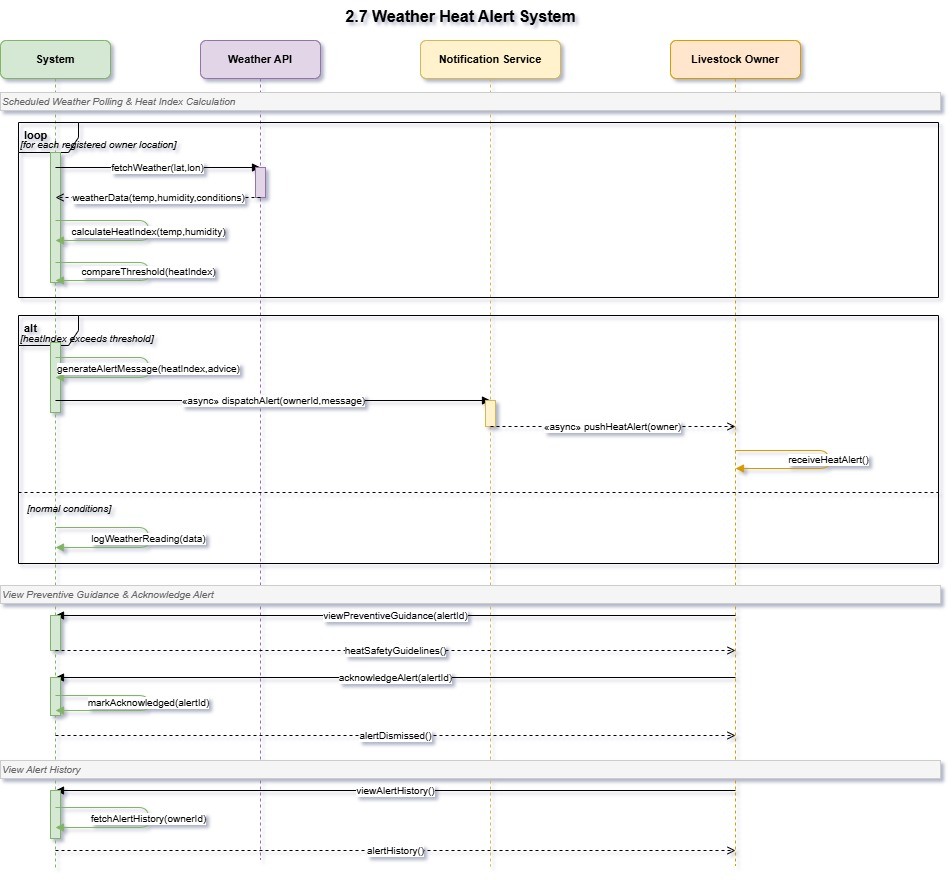 2.7 Weather Heat Alert System
System
Weather API
Notification Service
Livestock Owner
Scheduled Weather Polling & Heat Index Calculation
loop
[for each registered owner location]
fetchWeather(lat,lon)
weatherData(temp,humidity,conditions)
calculateHeatIndex(temp,humidity)
compareThreshold(heatIndex)
alt
[heatIndex exceeds threshold]
generateAlertMessage(heatIndex,advice)
«async» dispatchAlert(ownerId,message)
«async» pushHeatAlert(owner)
receiveHeatAlert()
[normal conditions]
logWeatherReading(data)
View Preventive Guidance & Acknowledge Alert
viewPreventiveGuidance(alertId)
heatSafetyGuidelines()
acknowledgeAlert(alertId)
markAcknowledged(alertId)
alertDismissed()
View Alert History
viewAlertHistory()
fetchAlertHistory(ownerId)
alertHistory()